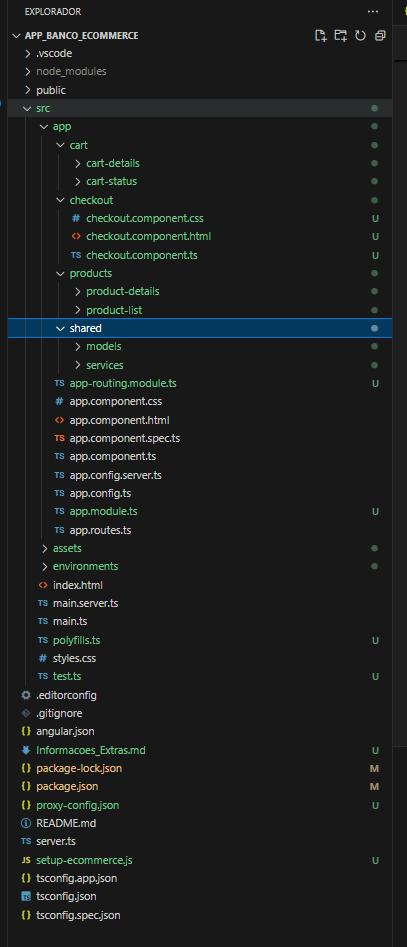 EXPLORADOR
APP_BANCO_ECOMMERCE
.vscode
node_modules
public
src
app
cart
cart-details
cart-status
checkout
# checkout.component.css U
<> checkout.component.html U
TS checkout.component.ts U
products
product-details
product-list
shared
models
services
TS app-routing.module.ts U
# app.component.css
<> app.component.html
TS app.component.spec.ts
TS app.component.ts
TS app.config.server.ts
TS app.config.ts
TS app.module.ts U
TS app.routes.ts
assets
environments
<> index.html
TS main.server.ts
TS main.ts
TS polyfills.ts U
# styles.css
TS test.ts U
.editorconfig
.gitignore
{} angular.json
Informacoes_Extras.md U
{} package-lock.json M
{} package.json M
{} proxy-config.json U
README.md
TS server.ts
JS setup-ecommerce.js U
{} tsconfig.app.json
TS tsconfig.json
{} tsconfig.spec.json